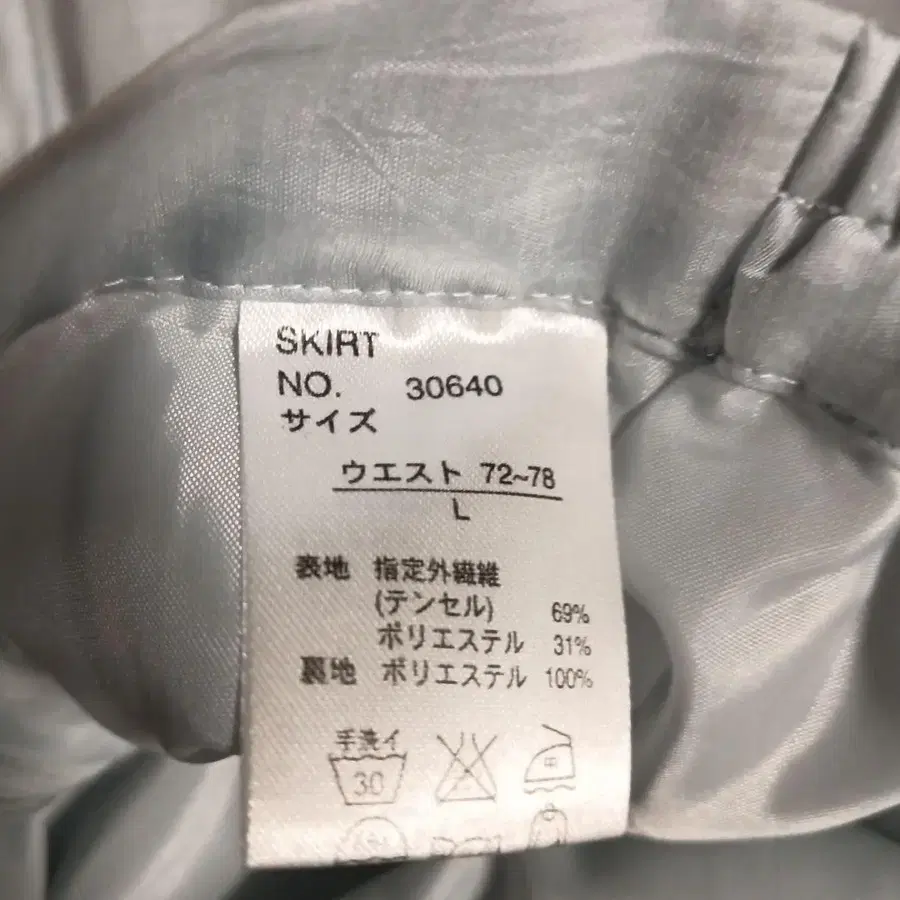 SKIRT
NO. 30640
サイズ
ウエスト 72~78
L
表地 指定外繊維
(テンセル) 69%
ポリエステル 31%
裏地 ポリエステル 100%
手洗イ
30